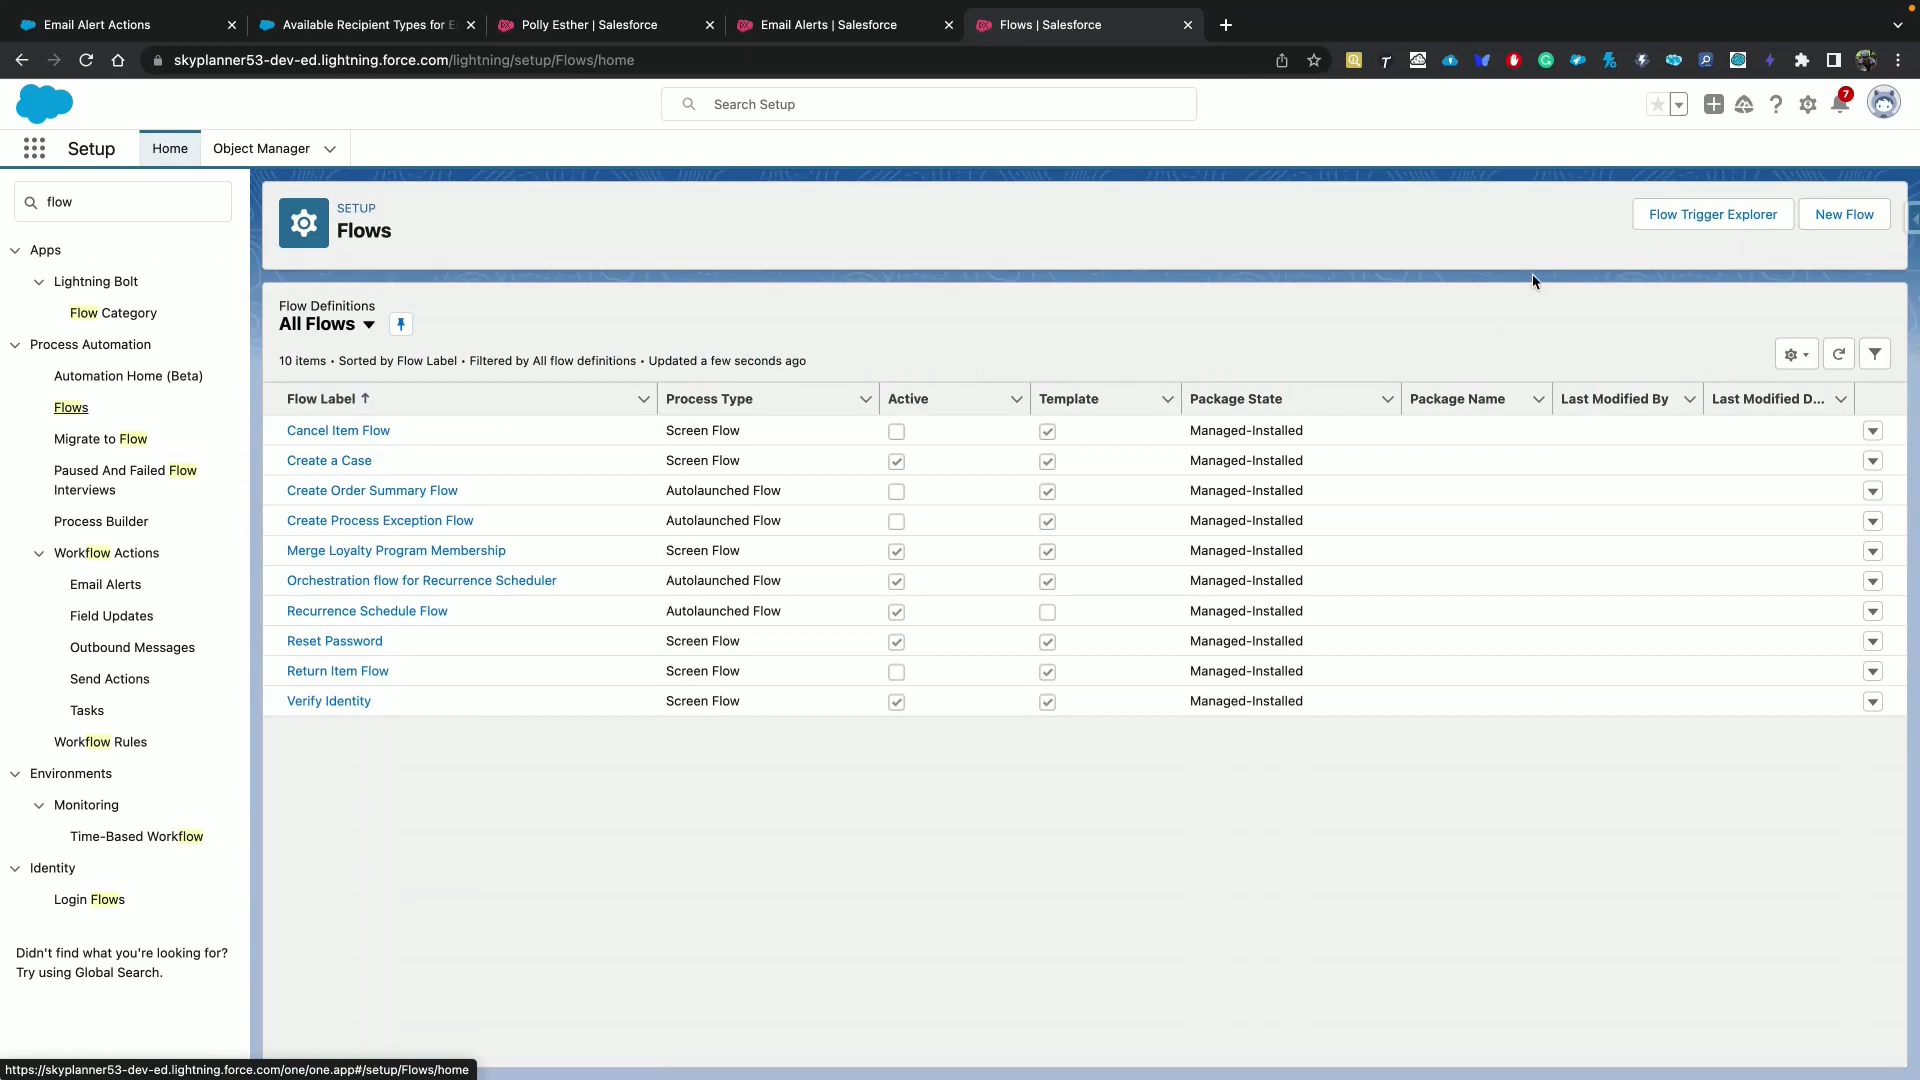 Email Alert Actions
Available Recipient Types for E
Polly Esther | Salesforce
Email Alerts | Salesforce
Flows | Salesforce
skyplanner53-dev-ed.lightning.force.com/lightning/setup/Flows/home
Search Setup
7
Setup
Home
Object Manager
flow
Apps
Lightning Bolt
Flow Category
Process Automation
Automation Home (Beta)
Flows
Migrate to Flow
Paused And Failed Flow
Interviews
Process Builder
Workflow Actions
Email Alerts
Field Updates
Outbound Messages
Send Actions
Tasks
Workflow Rules
Environments
Monitoring
Time-Based Workflow
Identity
Login Flows
Didn't find what you're looking for?
Try using Global Search.
SETUP
Flows
Flow Trigger Explorer
New Flow
Flow Definitions
All Flows
10 items • Sorted by Flow Label • Filtered by All flow definitions • Updated a few seconds ago
Flow Label Process Type Active Template Package State Package Name Last Modified By Last Modified D...
Cancel Item Flow Screen Flow Managed-Installed
Create a Case Screen Flow Managed-Installed
Create Order Summary Flow Autolaunched Flow Managed-Installed
Create Process Exception Flow Autolaunched Flow Managed-Installed
Merge Loyalty Program Membership Screen Flow Managed-Installed
Orchestration flow for Recurrence Scheduler Autolaunched Flow Managed-Installed
Recurrence Schedule Flow Autolaunched Flow Managed-Installed
Reset Password Screen Flow Managed-Installed
Return Item Flow Screen Flow Managed-Installed
Verify Identity Screen Flow Managed-Installed
https://skyplanner53-dev-ed.lightning.force.com/one/one.app#/setup/Flows/home